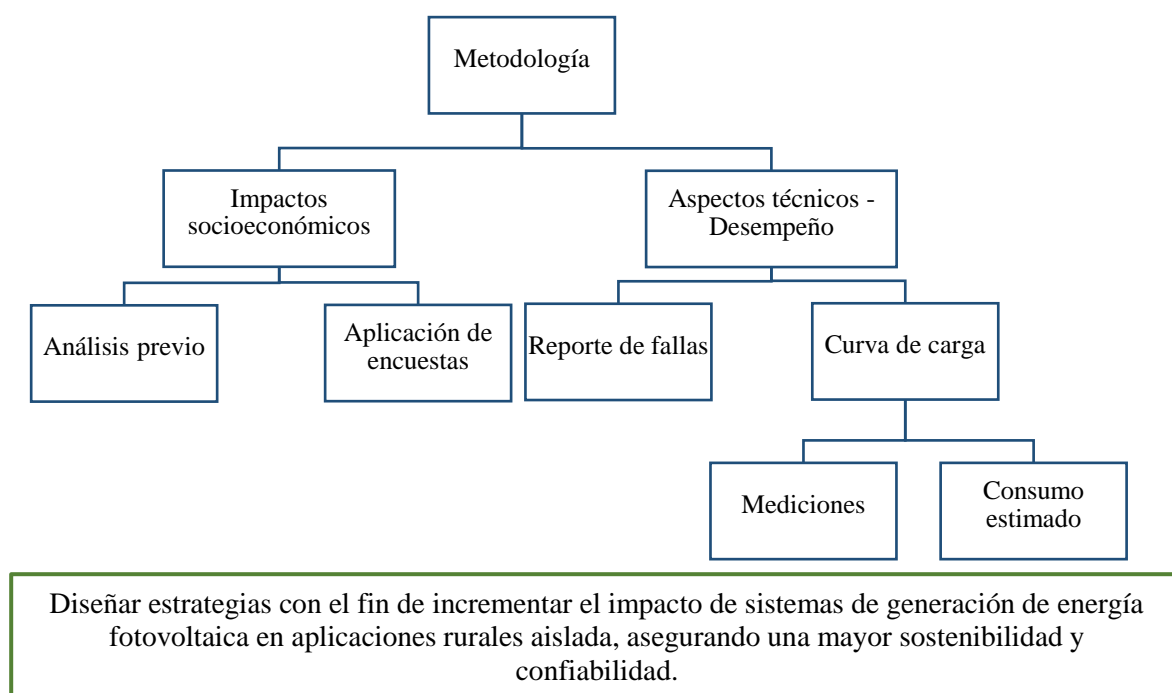 Metodología
Impactos
socioeconómicos
Aspectos técnicos -
Desempeño
Análisis previo
Aplicación de
encuestas
Reporte de fallas
Curva de carga
Mediciones
Consumo
estimado
Diseñar estrategias con el fin de incrementar el impacto de sistemas de generación de energía
fotovoltaica en aplicaciones rurales aislada, asegurando una mayor sostenibilidad y
confiabilidad.